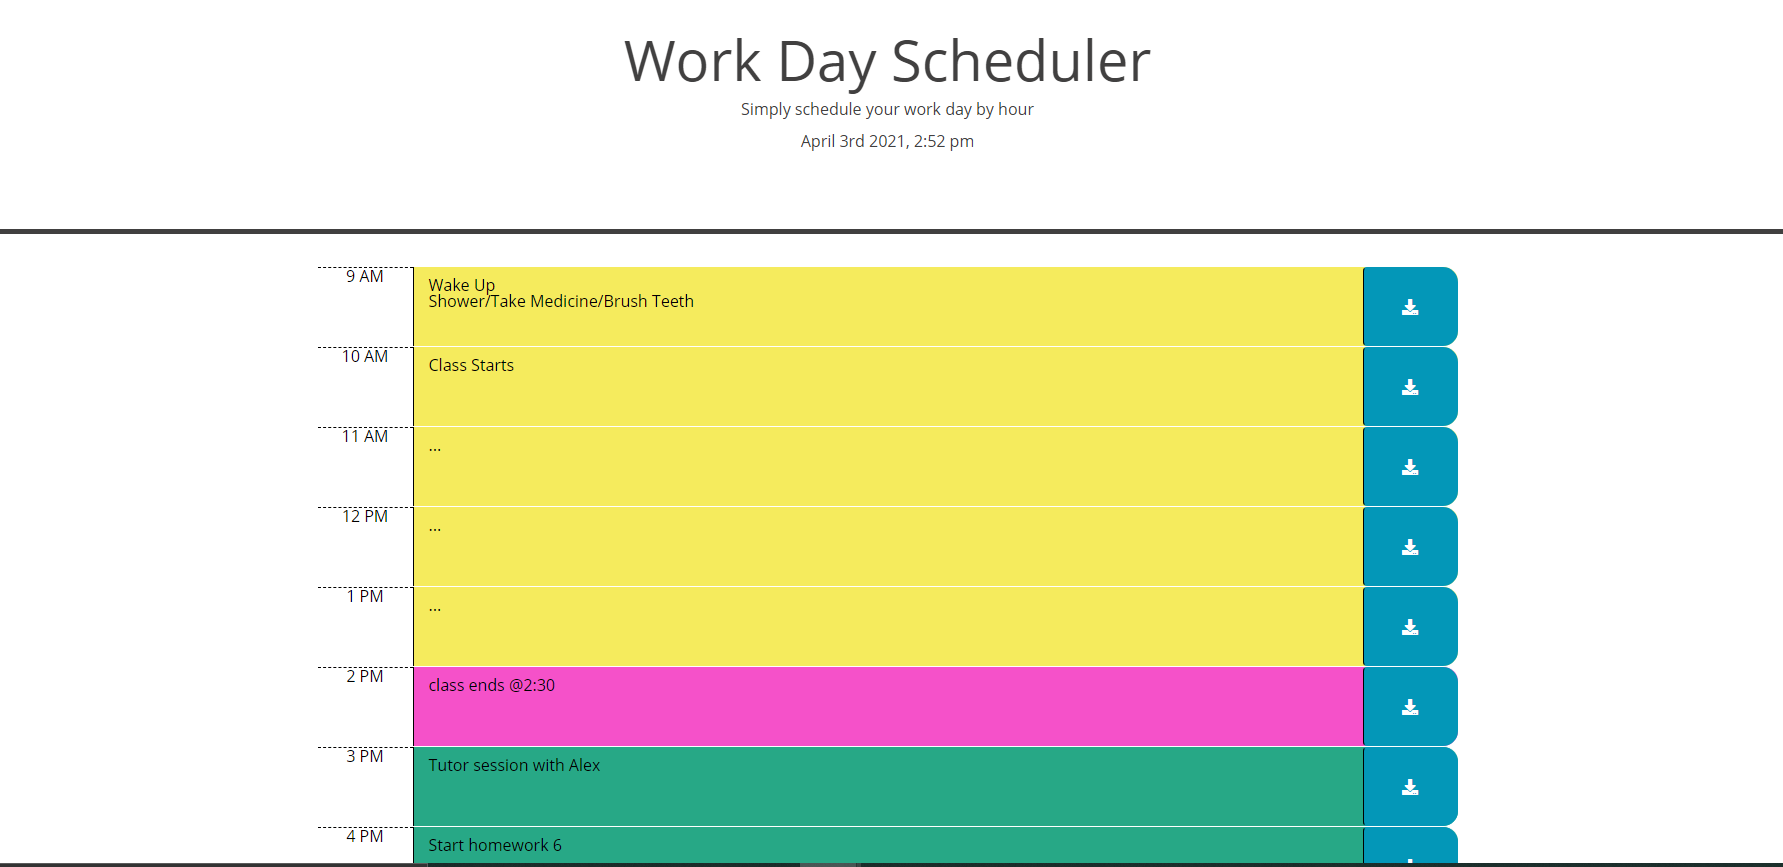 Work Day Scheduler
Simply schedule your work day by hour
April 3rd 2021, 2:52 pm
9 AM
Wake Up
Shower/Take Medicine/Brush Teeth
10 AM
Class Starts
11 AM
...
12 PM
...
1 PM
...
2 PM
class ends @2:30
3 PM
Tutor session with Alex
4 PM
Start homework 6